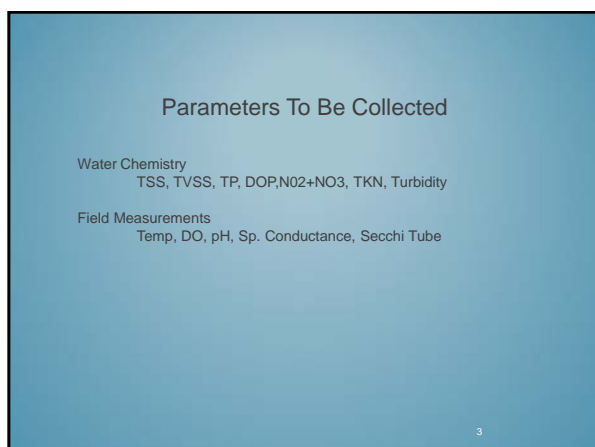 Parameters To Be Collected
Water Chemistry
TSS, TVSS, TP, DOP,N02+NO3, TKN, Turbidity
Field Measurements
Temp, DO, pH, Sp. Conductance, Secchi Tube
3